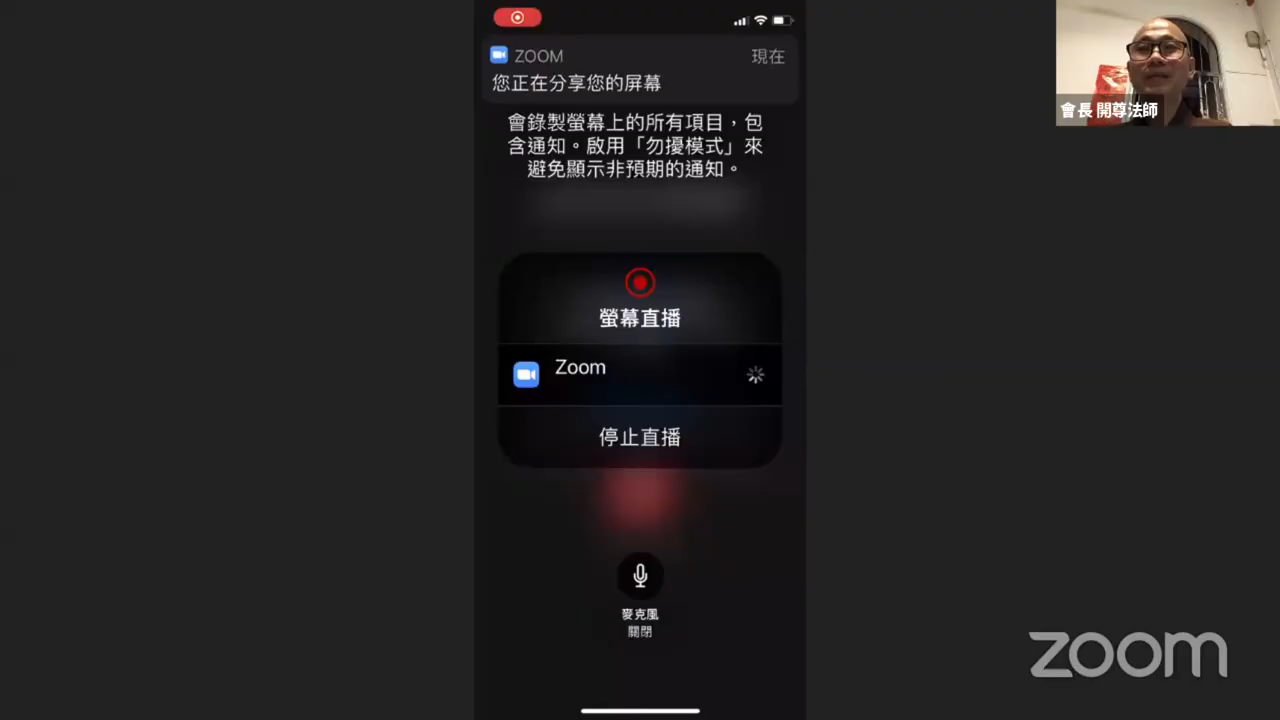 ZOOM
現在
您正在分享您的屏幕
會錄製螢幕上的所有項目，包
含通知。啟用「勿擾模式」來
避免顯示非預期的通知。
螢幕直播
Zoom
停止直播
麥克風
關閉
會長 開尊法師
zoom